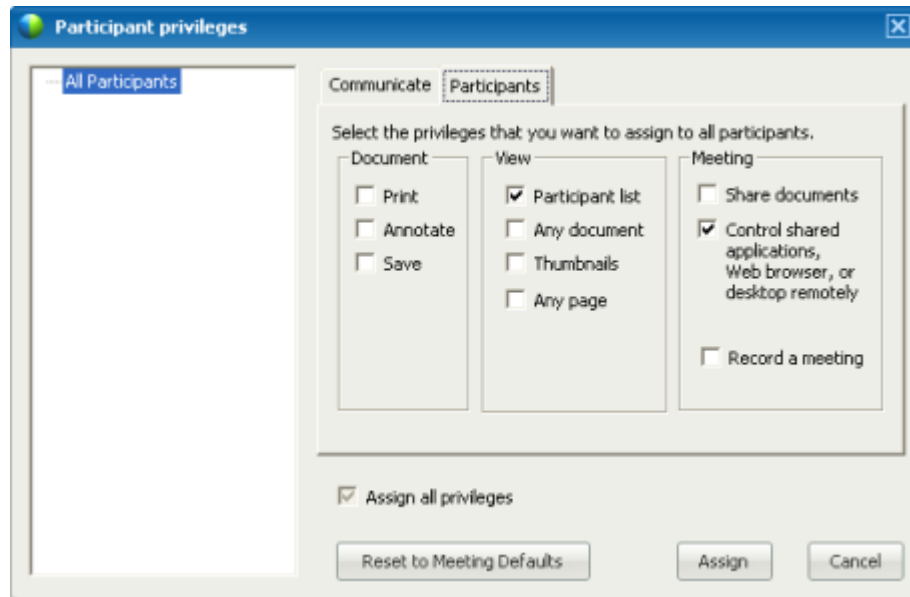 Participant privileges
All Participants
Communicate
Participants
Select the privileges that you want to assign to all participants.
Document
Print
Annotate
Save
View
Participant list
Any document
Thumbnails
Any page
Meeting
Share documents
Control shared
applications,
Web browser, or
desktop remotely
Record a meeting
Assign all privileges
Reset to Meeting Defaults
Assign
Cancel